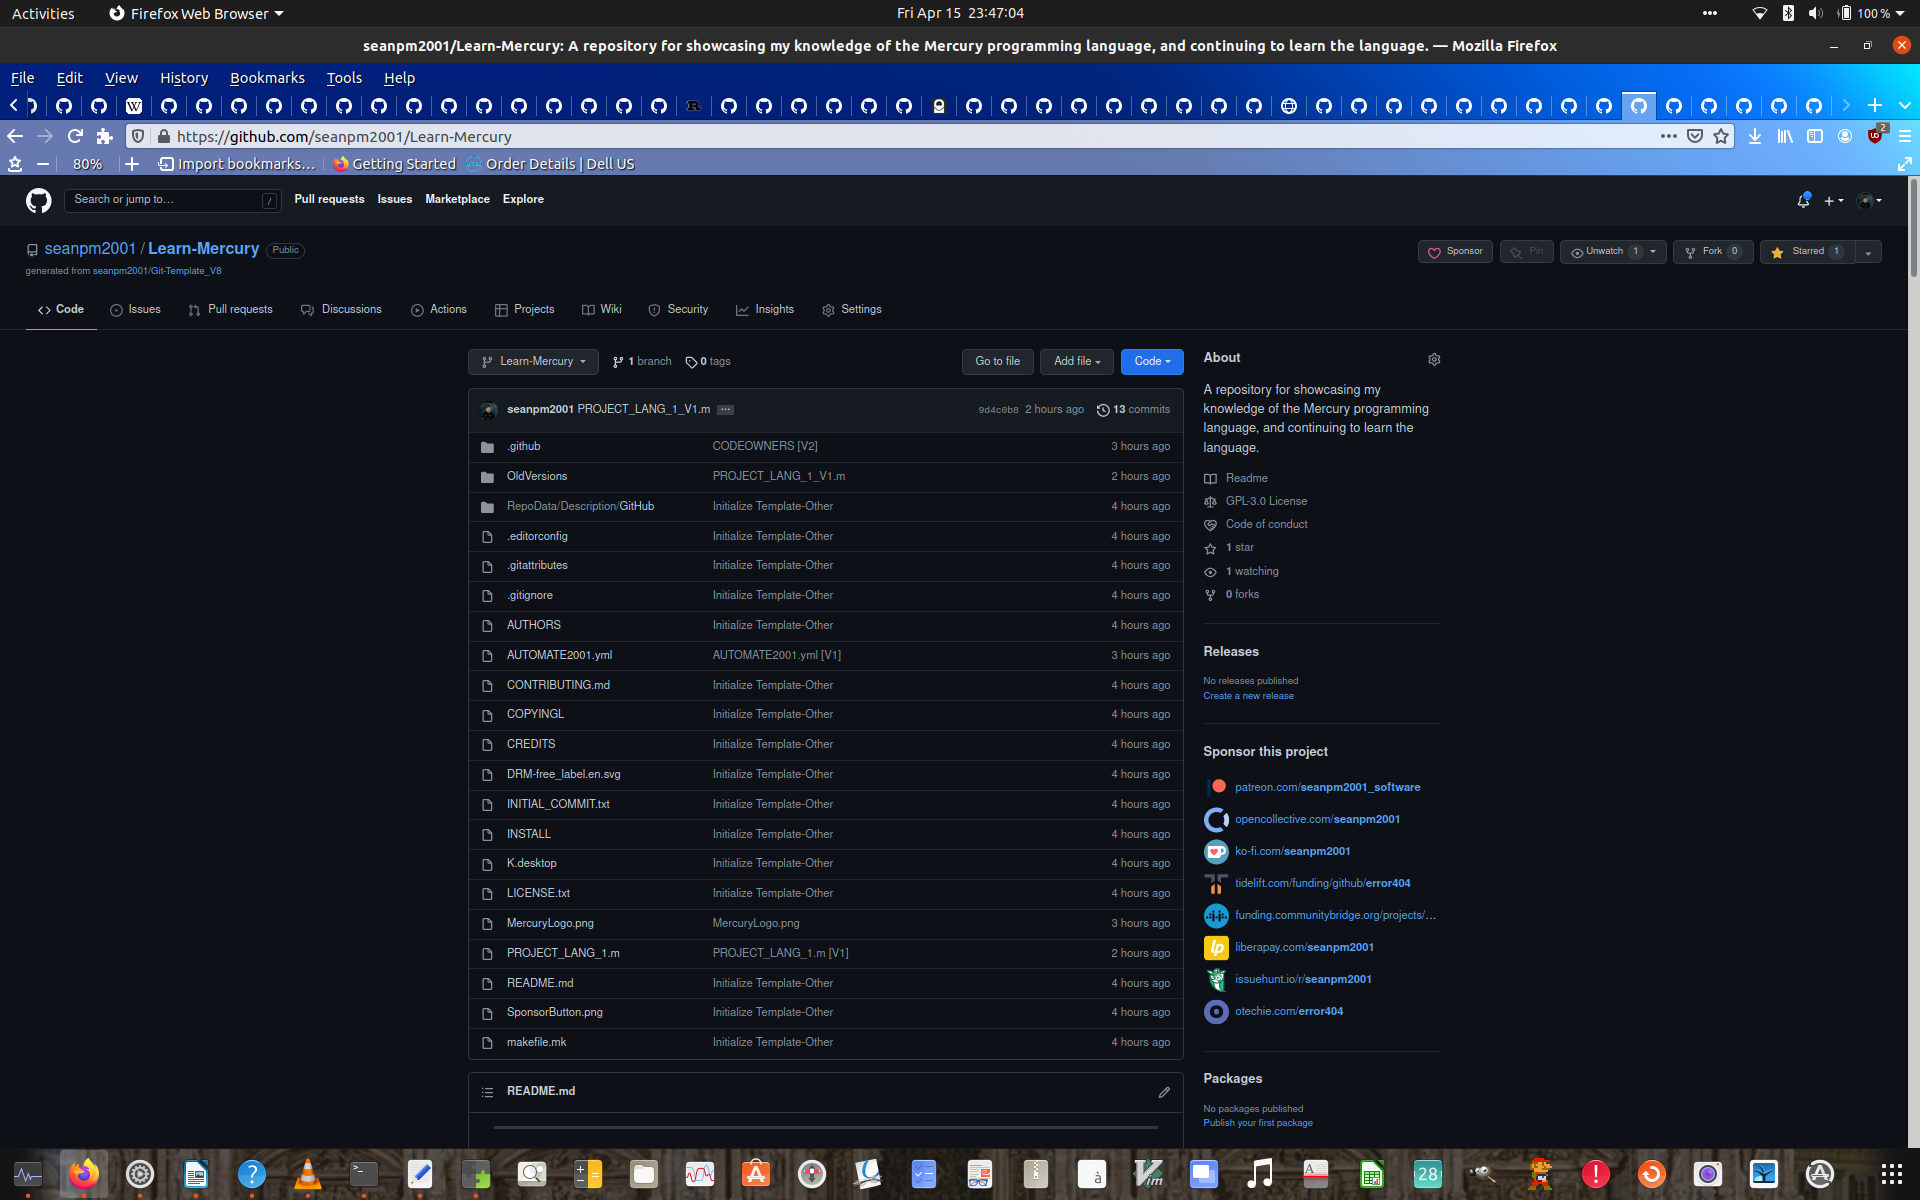 Activities
Firefox Web Browser
Fri Apr 15 23:47:04
100 %
seanpm2001/Learn-Mercury: A repository for showcasing my knowledge of the Mercury programming language, and continuing to learn the language. — Mozilla Firefox
File Edit View History Bookmarks Tools Help
https://github.com/seanpm2001/Learn-Mercury
2
80%
Import bookmarks...
Getting Started
Order Details | Dell US
Search or jump to...
/
Pull requests Issues Marketplace Explore
seanpm2001 / Learn-Mercury Public
generated from seanpm2001/Git-Template_V8
Sponsor
Pin
Unwatch 1
Fork 0
Starred 1
Code Issues Pull requests Discussions Actions Projects Wiki Security Insights Settings
Learn-Mercury
1 branch
0 tags
Go to file
Add file
Code
seanpm2001 PROJECT_LANG_1_V1.m ...
9d4c0b8 2 hours ago
13 commits
.github CODEOWNERS [V2] 3 hours ago
OldVersions PROJECT_LANG_1_V1.m 2 hours ago
RepoData/Description/GitHub Initialize Template-Other 4 hours ago
.editorconfig Initialize Template-Other 4 hours ago
.gitattributes Initialize Template-Other 4 hours ago
.gitignore Initialize Template-Other 4 hours ago
AUTHORS Initialize Template-Other 4 hours ago
AUTOMATE2001.yml AUTOMATE2001.yml [V1] 3 hours ago
CONTRIBUTING.md Initialize Template-Other 4 hours ago
COPYINGL Initialize Template-Other 4 hours ago
CREDITS Initialize Template-Other 4 hours ago
DRM-free_label.en.svg Initialize Template-Other 4 hours ago
INITIAL_COMMIT.txt Initialize Template-Other 4 hours ago
INSTALL Initialize Template-Other 4 hours ago
K.desktop Initialize Template-Other 4 hours ago
LICENSE.txt Initialize Template-Other 4 hours ago
MercuryLogo.png MercuryLogo.png 3 hours ago
PROJECT_LANG_1.m PROJECT_LANG_1.m [V1] 2 hours ago
README.md Initialize Template-Other 4 hours ago
SponsorButton.png Initialize Template-Other 4 hours ago
makefile.mk Initialize Template-Other 4 hours ago
README.md
About
A repository for showcasing my
knowledge of the Mercury programming
language, and continuing to learn the
language.
Readme
GPL-3.0 License
Code of conduct
1 star
1 watching
0 forks
Releases
No releases published
Create a new release
Sponsor this project
patreon.com/seanpm2001_software
opencollective.com/seanpm2001
ko-fi.com/seanpm2001
tidelift.com/funding/github/error404
funding.communitybridge.org/projects/...
liberapay.com/seanpm2001
issuehunt.io/r/seanpm2001
otechie.com/error404
Packages
No packages published
Publish your first package
28